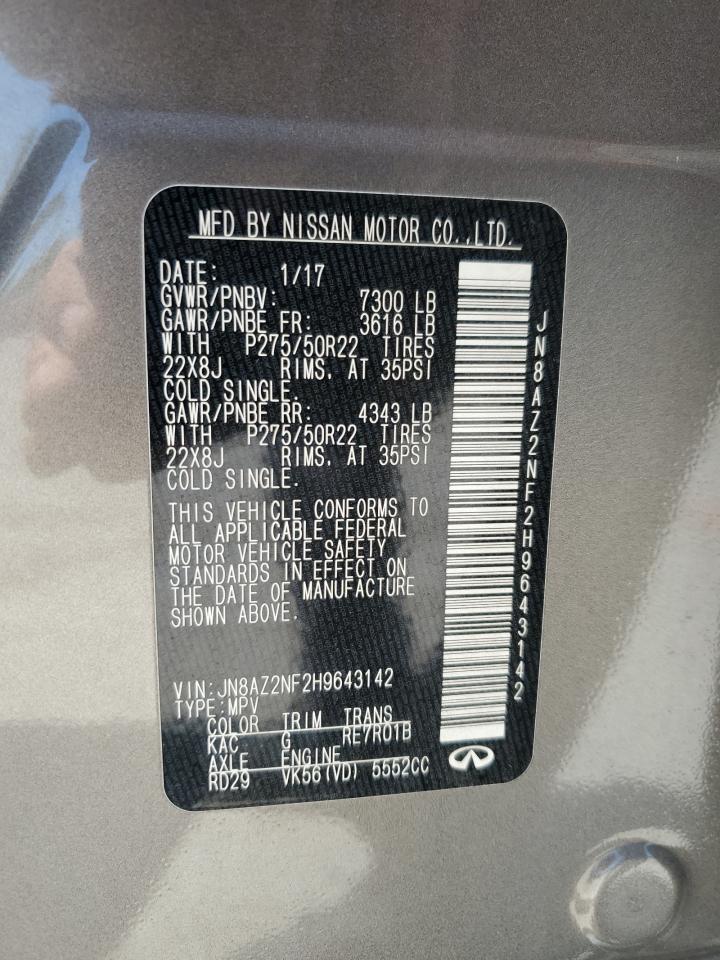 MFD BY NISSAN MOTOR CO.,LTD.
DATE: 1/17
GVWR/PNBV: 7300 LB
GAWR/PNBE FR: 3616 LB
WITH P275/50R22 TIRES
22X8J RIMS, AT 35PSI
COLD SINGLE.
GAWR/PNBE RR: 4343 LB
WITH P275/50R22 TIRES
22X8J RIMS, AT 35PSI
COLD SINGLE.
THIS VEHICLE CONFORMS TO
ALL APPLICABLE FEDERAL
MOTOR VEHICLE SAFETY
STANDARDS IN EFFECT ON
THE DATE OF MANUFACTURE
SHOWN ABOVE.
VIN:JN8AZ2NF2H9643142
TYPE:MPV
COLOR TRIM TRANS
KAC G RE7R01B
AXLE ENGINE
RD29 VK56(VD) 5552CC
JN8AZ2NF2H9643142